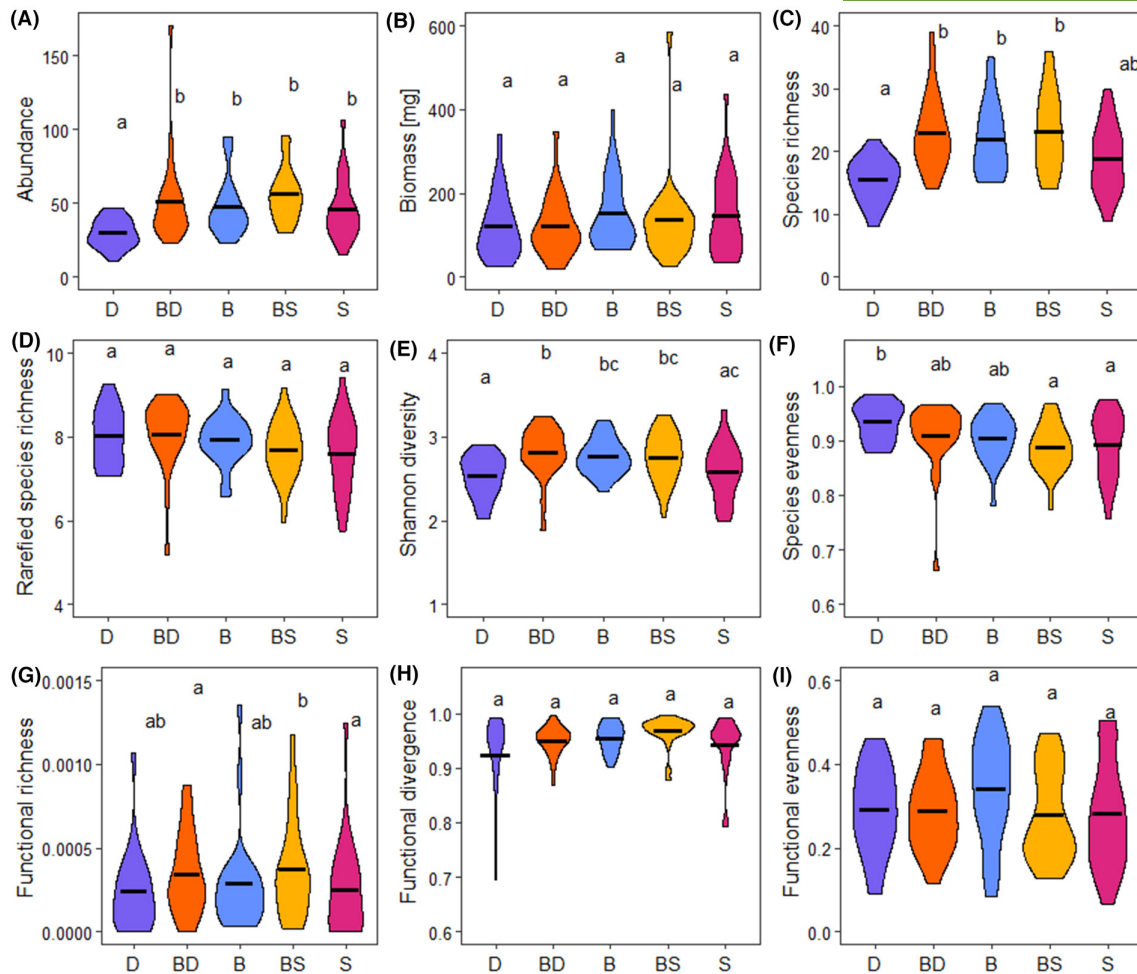 (A)
Abundance
150
100
50
0
a
b
b
b
b
D BD B BS S
(B)
Biomass [mg]
600
400
200
0
a
a
a
a
a
D BD B BS S
(C)
Species richness
40
30
20
10
0
a
b
b
b
ab
D BD B BS S
(D)
Rarefied species richness
10
8
6
4
a
a
a
a
a
D BD B BS S
(E)
Shannon diversity
4
3
2
1
a
b
bc
bc
ac
D BD B BS S
(F)
Species evenness
1.0
0.9
0.8
0.7
0.6
b
ab
ab
a
a
D BD B BS S
(G)
Functional richness
0.0015
0.0010
0.0005
0.0000
ab
a
ab
b
a
D BD B BS S
(H)
Functional divergence
1.0
0.9
0.8
0.7
0.6
a
a
a
a
a
D BD B BS S
(I)
Functional evenness
0.6
0.4
0.2
0.0
a
a
a
a
a
D BD B BS S